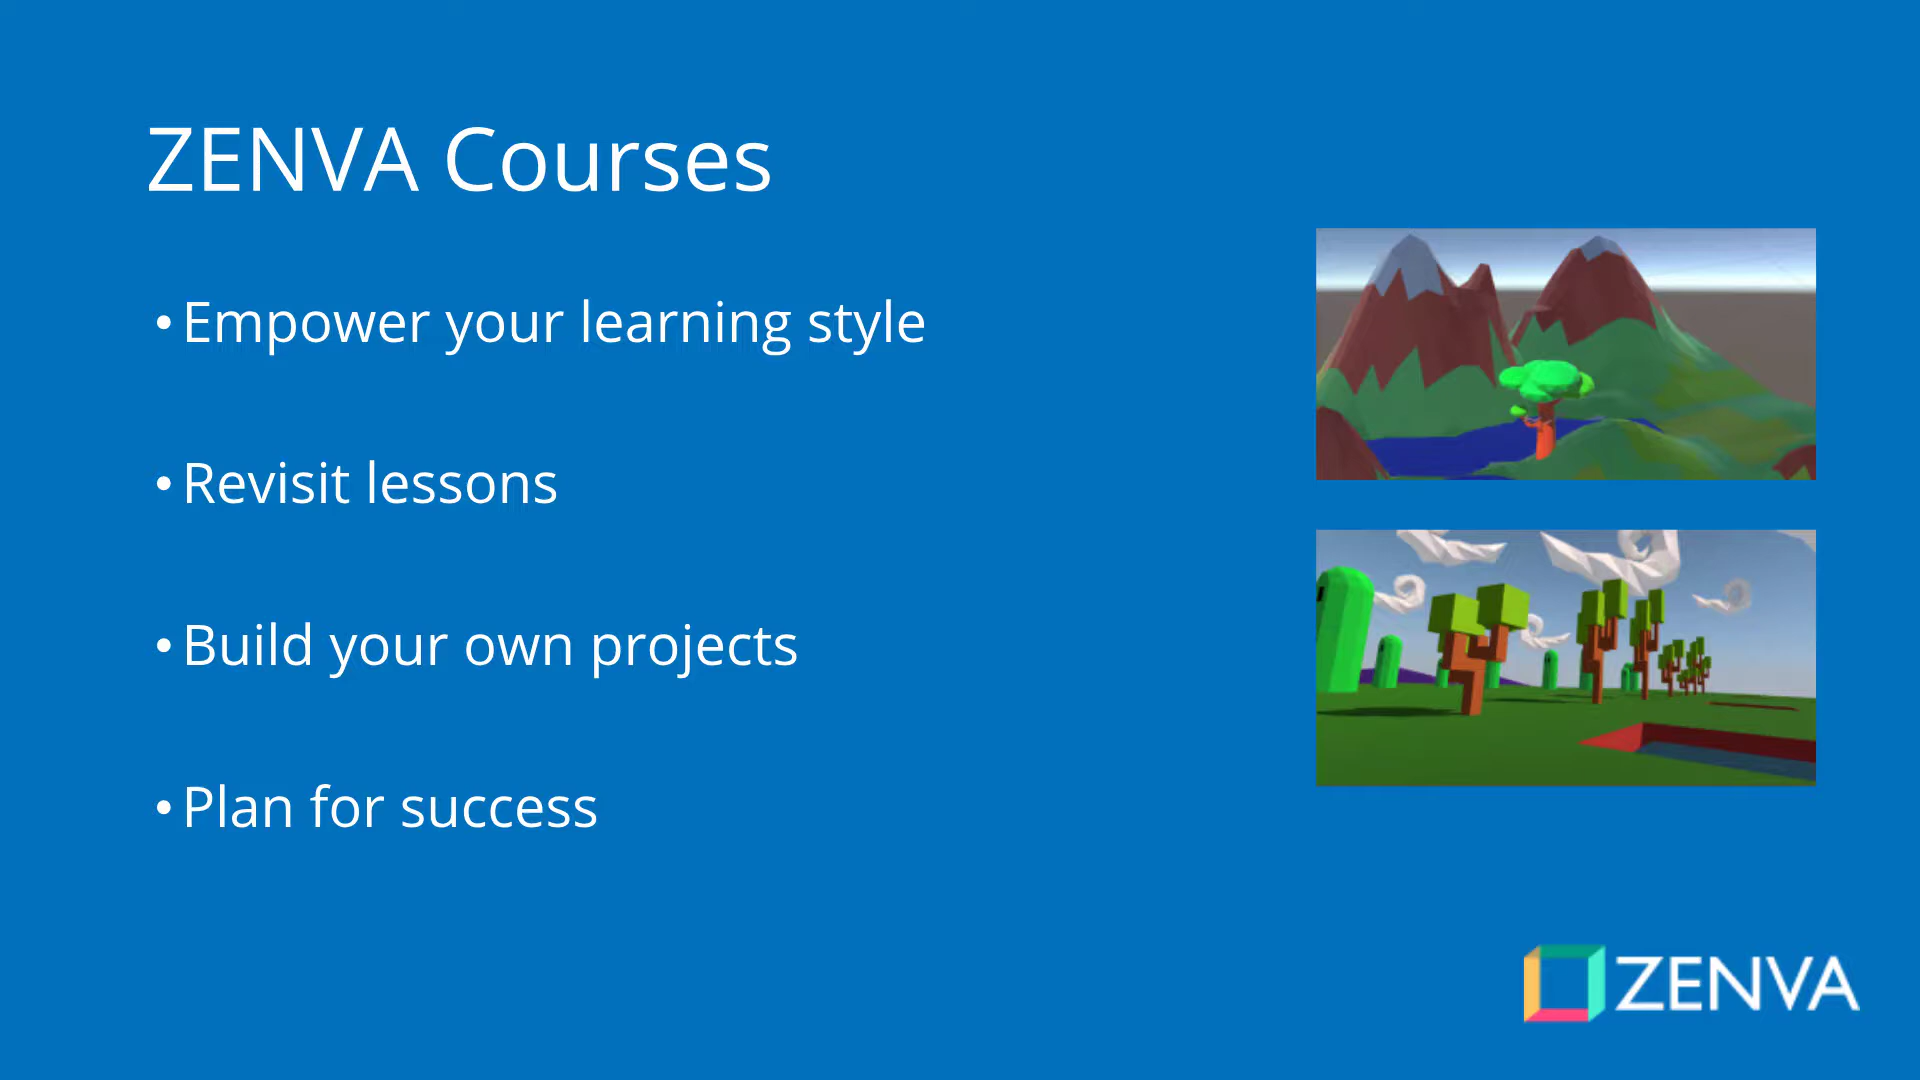 ZENVA Courses
• Empower your learning style
• Revisit lessons
• Build your own projects
• Plan for success
ZENVA